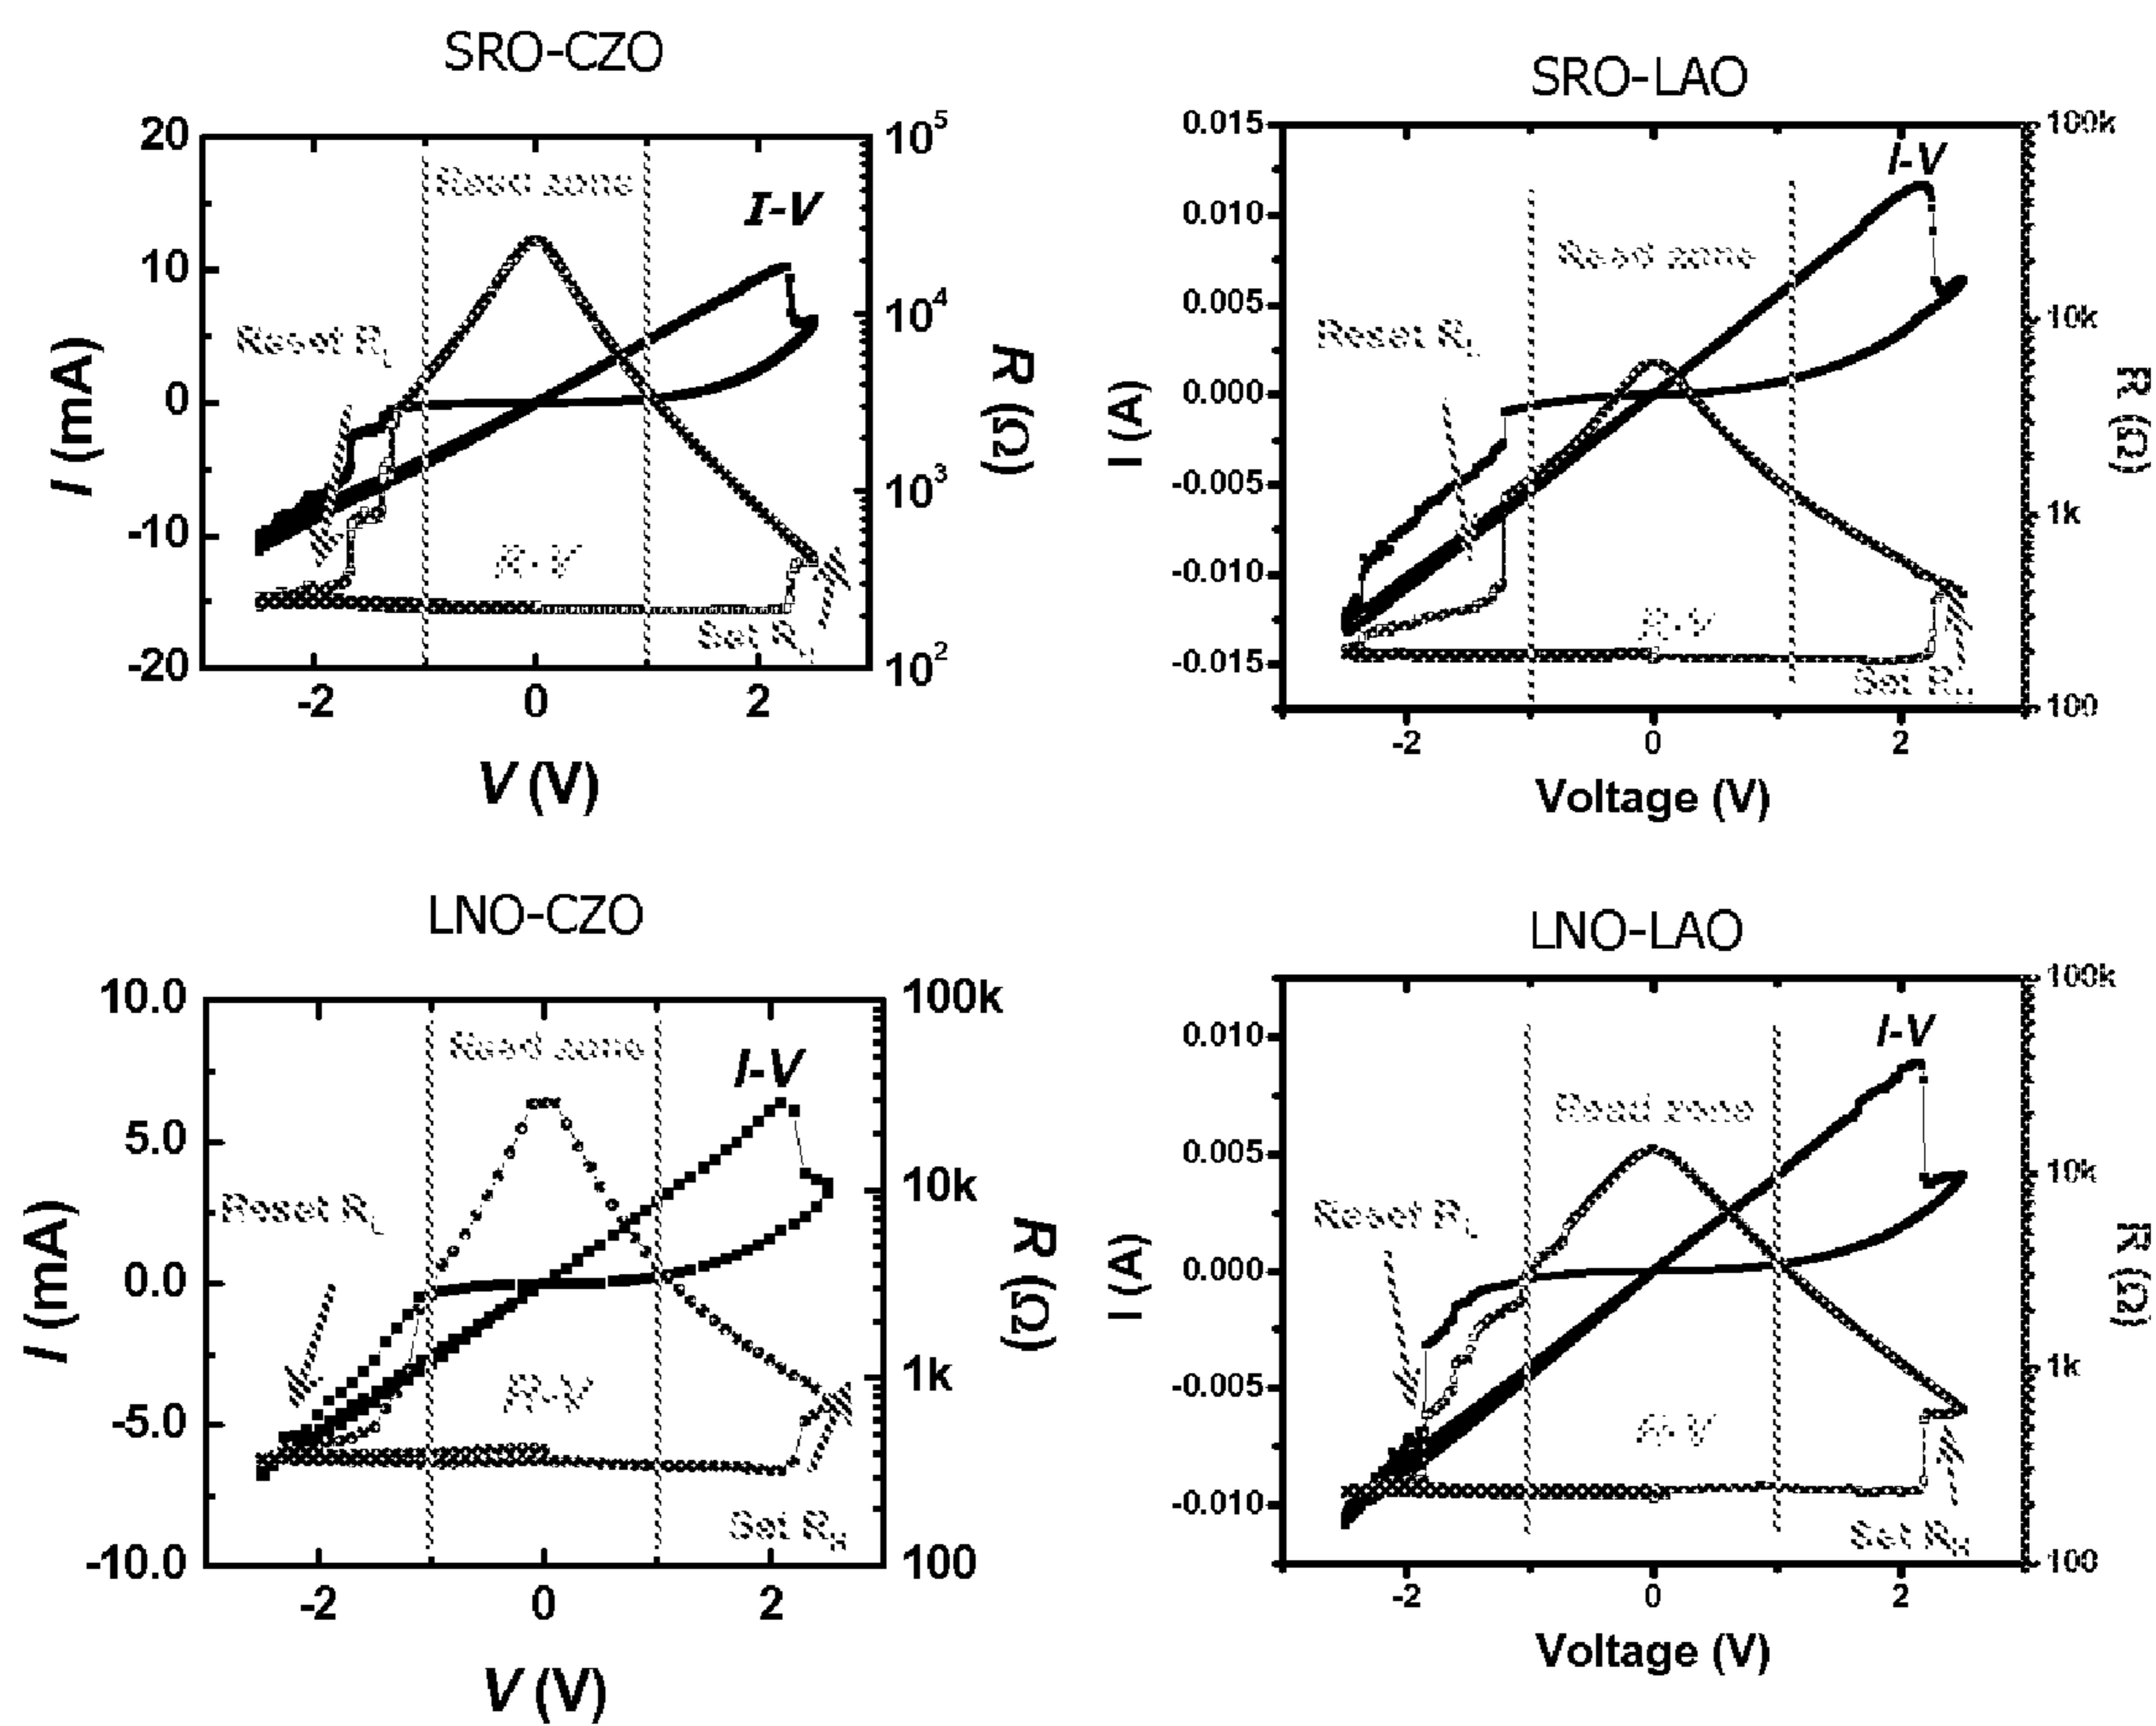 SRO-CZO
20
10
0
-10
-20
I (mA)
10^5
10^4
10^3
10^2
R (Ω)
Read zone
I-V
Reset R_L
R-V
Set R
-2 0 2
V (V)
SRO-LAO
0.015
0.010
0.005
0.000
-0.005
-0.010
-0.015
I (A)
100k
10k
1k
100
R (Ω)
I-V
Read zone
Reset R_L
R-V
Set R_H
-2 0 2
Voltage (V)
LNO-CZO
10.0
5.0
0.0
-5.0
-10.0
I (mA)
100k
10k
1k
100
R (Ω)
Read zone
I-V
Reset R_L
R-V
Set R_H
-2 0 2
V (V)
LNO-LAO
0.010
0.005
0.000
-0.005
-0.010
I (A)
100k
10k
1k
100
R (Ω)
I-V
Read zone
Reset R_L
R-V
Set R_H
-2 0 2
Voltage (V)